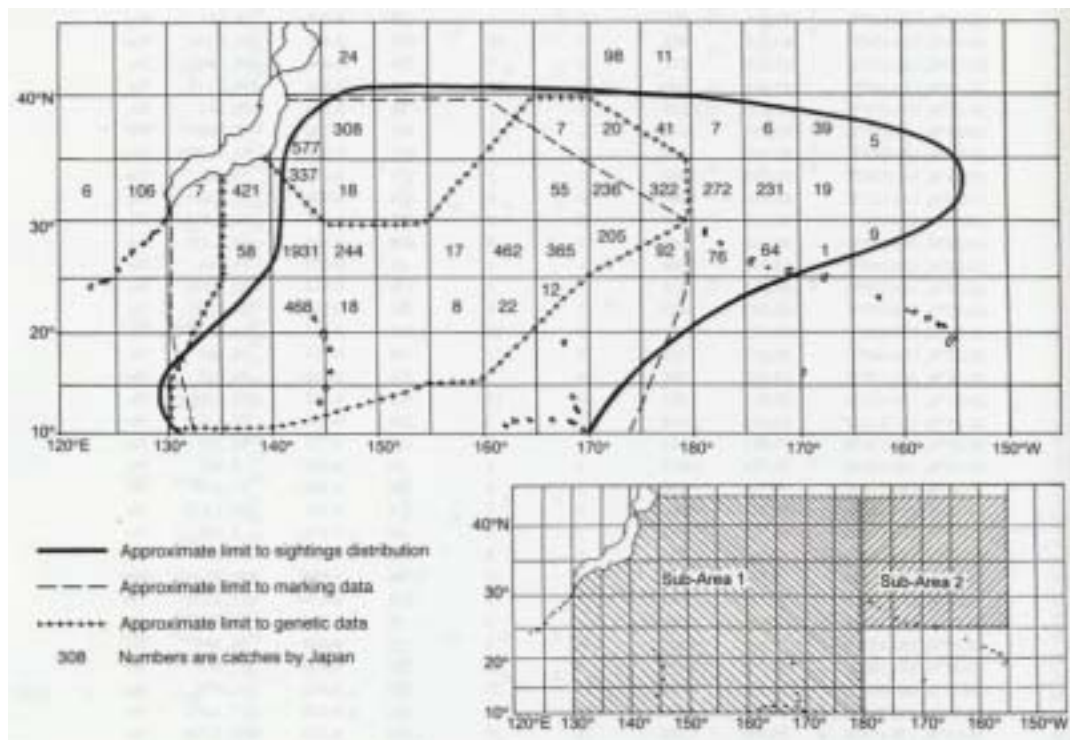 24 98 11
40°N
308 7 20 41 7 6 39 5
577
337
6 106 7 421 18 55 236 322 272 231 19
30°
205 9
58 1931 244 17 462 365 92 76 64 1
12
468 18 8 22
20°
10°
120°E 130° 140° 150° 160° 170° 180° 170° 160° 150°W
Approximate limit to sightings distribution
Approximate limit to marking data
Approximate limit to genetic data
308 Numbers are catches by Japan
40°N
Sub-Area 1 Sub-Area 2
30°
20°
10°
120°E 130° 140° 150° 160° 170° 180° 170° 160° 150°W